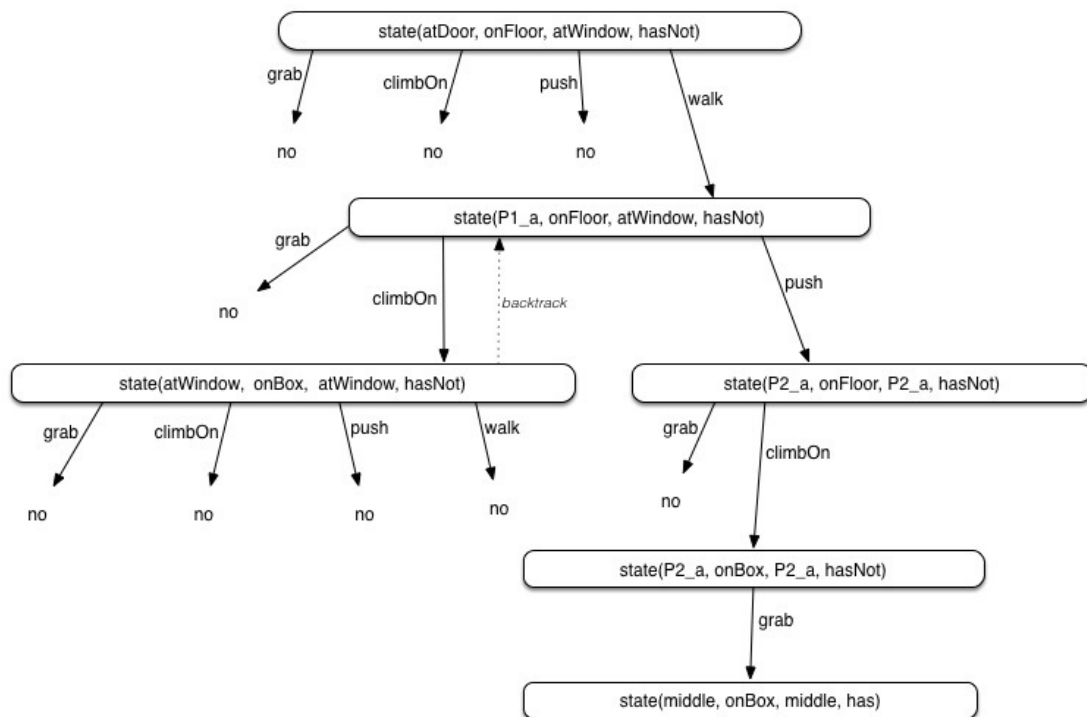 state(atDoor, onFloor, atWindow, hasNot)
grab
climbOn
push
walk
no
no
no
state(P1_a, onFloor, atWindow, hasNot)
grab
climbOn
backtrack
push
no
state(atWindow, onBox, atWindow, hasNot)
state(P2_a, onFloor, P2_a, hasNot)
grab
climbOn
push
walk
grab
climbOn
no
no
no
no
no
state(P2_a, onBox, P2_a, hasNot)
grab
state(middle, onBox, middle, has)